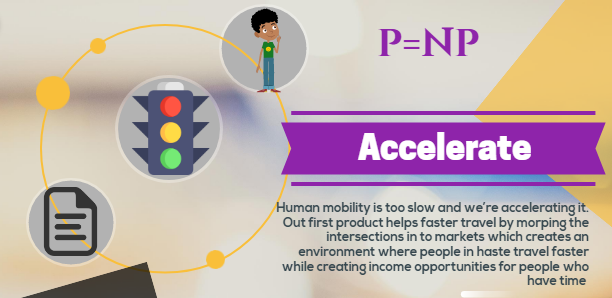 P=NP
Accelerate
Human mobility is too slow and we're accelerating it.
Out first product helps faster travel by morping the
intersections in to markets which creates an
environment where people in haste travel faster
while creating income opportunities for people who
have time